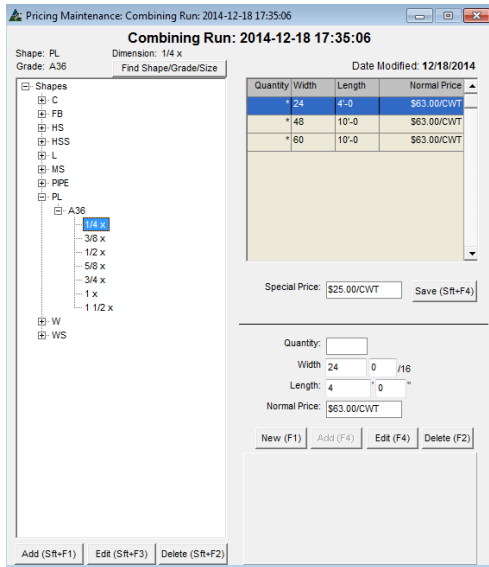 Pricing Maintenance: Combining Run: 2014-12-18 17:35:06
Combining Run: 2014-12-18 17:35:06
Shape: PL Dimension: 1/4 x
Grade: A36 Find Shape/Grade/Size Date Modified: 12/18/2014
Shapes
C
FB
HS
HSS
L
MS
PIPE
PL
A36
1/4 x
3/8 x
1/2 x
5/8 x
3/4 x
1 x
1 1/2 x
W
WS
Quantity Width Length Normal Price
* 24 4'-0 $63.00/CWT
* 48 10'-0 $63.00/CWT
* 60 10'-0 $63.00/CWT
Special Price: $25.00/CWT Save (Sft+F4)
Quantity:
Width 24 0 /16
Length: 4 ' 0 "
Normal Price: $63.00/CWT
New (F1) Add (F4) Edit (F4) Delete (F2)
Add (Sft+F1) Edit (Sft+F3) Delete (Sft+F2)